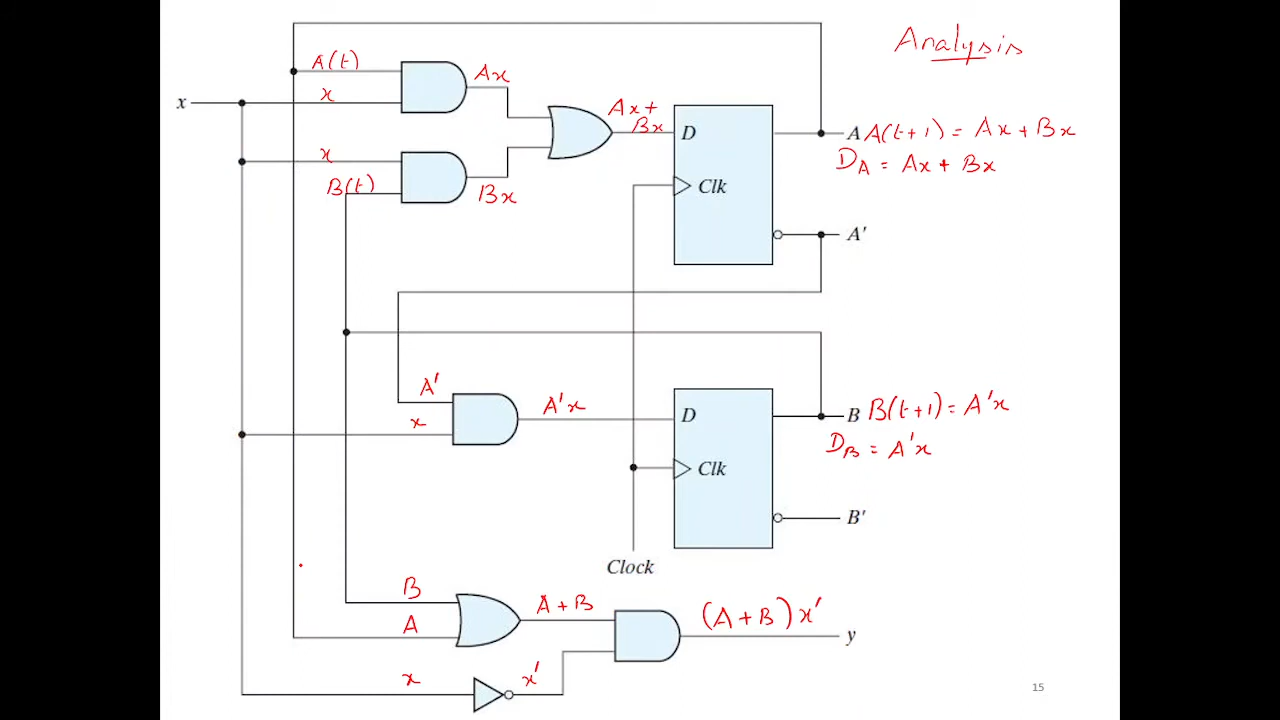 Analysis
A(t)
Ax
x
x
Ax+
Bx
D
A A(t+1) = Ax + Bx
D_A = Ax + Bx
x
B(t)
Bx
Clk
A'
A'
x
A'x
D
B B(t+1) = A'x
D_B = A'x
Clk
B'
Clock
B
A
A+B
(A+B)x'
y
x
x'
15